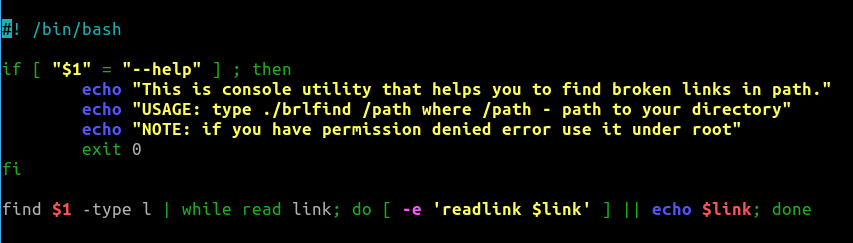 #! /bin/bash
if [ "$1" = "--help" ] ; then
echo "This is console utility that helps you to find broken links in path."
echo "USAGE: type ./brlfind /path where /path - path to your directory"
echo "NOTE: if you have permission denied error use it under root"
exit 0
fi
find $1 -type l | while read link; do [ -e 'readlink $link' ] || echo $link; done